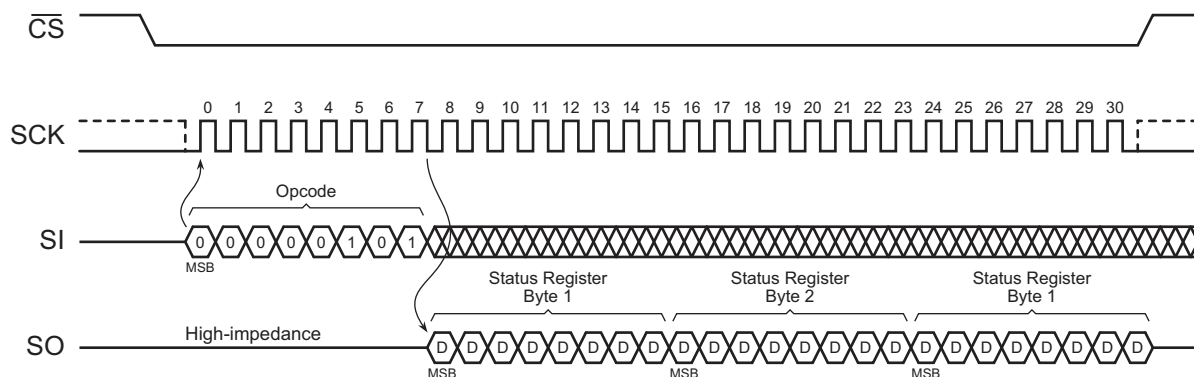 CS
0 1 2 3 4 5 6 7 8 9 10 11 12 13 14 15 16 17 18 19 20 21 22 23 24 25 26 27 28 29 30
SCK
Opcode
SI
0 0 0 0 0 1 0 1
MSB
Status Register
Byte 1
Status Register
Byte 2
Status Register
Byte 1
High-impedance
SO
D D D D D D D D D D D D D D D D D D D D D D D D
MSB MSB MSB